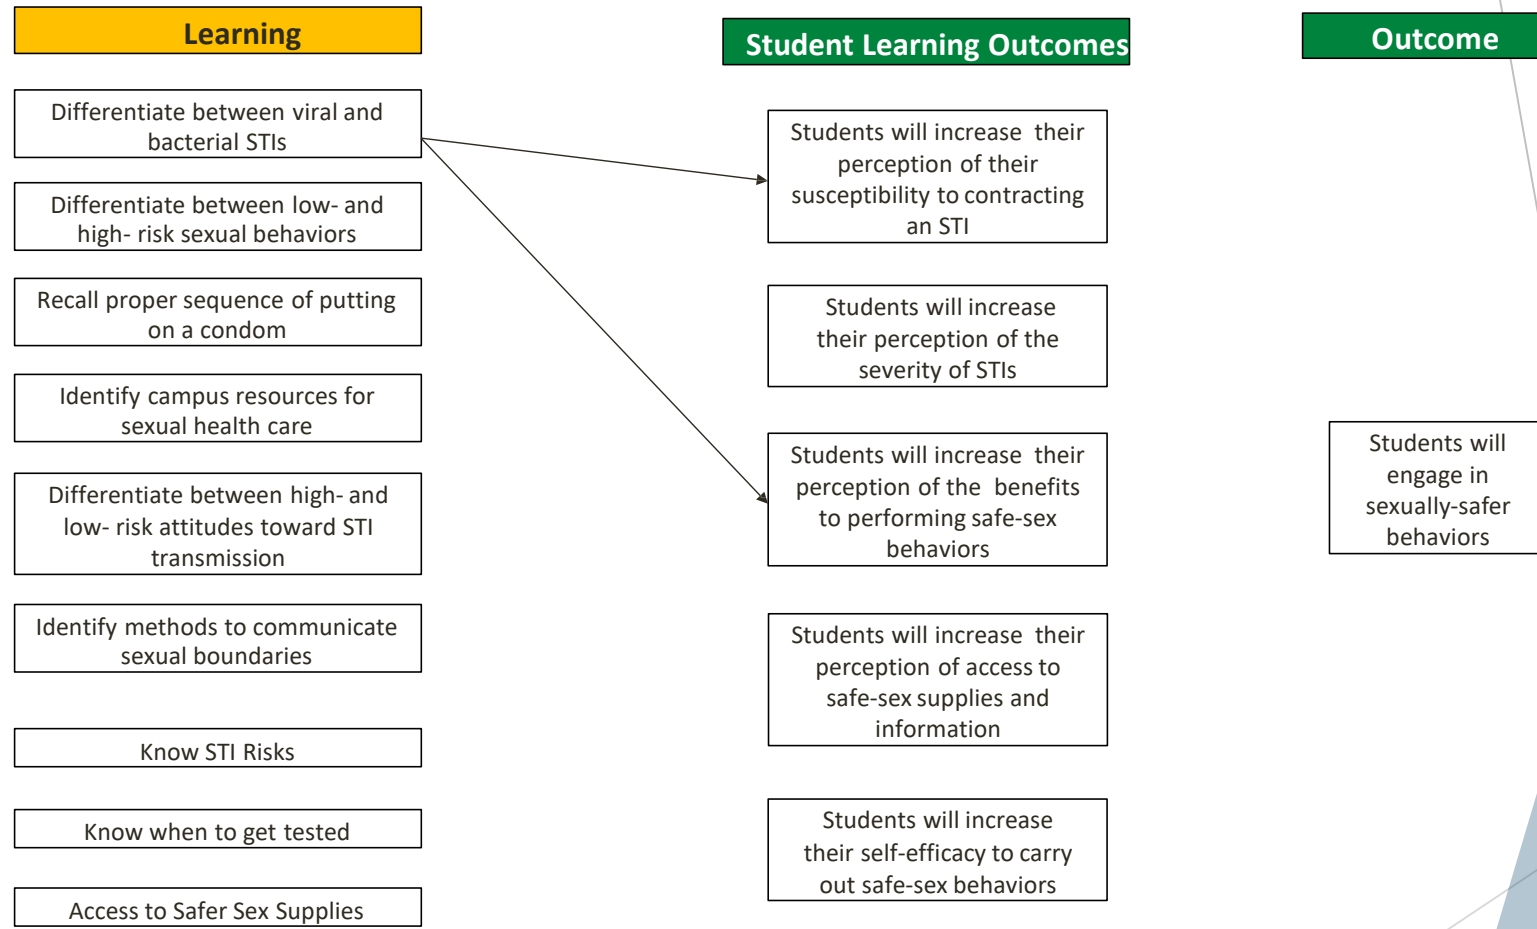 Learning
Differentiate between viral and
bacterial STIs
Differentiate between low- and
high- risk sexual behaviors
Recall proper sequence of putting
on a condom
Identify campus resources for
sexual health care
Differentiate between high- and
low- risk attitudes toward STI
transmission
Identify methods to communicate
sexual boundaries
Know STI Risks
Know when to get tested
Access to Safer Sex Supplies
Student Learning Outcomes
Students will increase their
perception of their
susceptibility to contracting
an STI
Students will increase
their perception of the
severity of STIs
Students will increase their
perception of the benefits
to performing safe-sex
behaviors
Students will increase their
perception of access to
safe-sex supplies and
information
Students will increase
their self-efficacy to carry
out safe-sex behaviors
Outcome
Students will
engage in
sexually-safer
behaviors